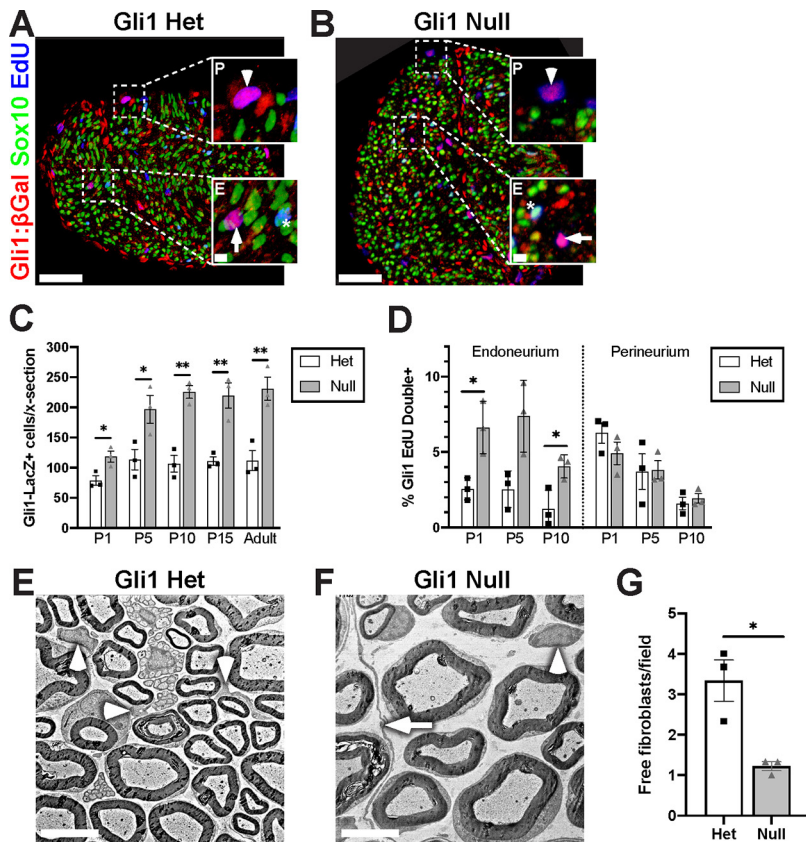 A
Gli1 Het
B
Gli1 Null
Gli1:βGal Sox10 EdU
P
E
*
P
E
*
C
Gli1-LacZ+ cells/x-section
300
250
200
150
100
50
0
*
*
**
**
**
P1 P5 P10 P15 Adult
Het
Null
D
% Gli1 EdU Double+
10
5
0
Endoneurium
Perineurium
*
*
P1 P5 P10 P1 P5 P10
Het
Null
E
Gli1 Het
F
Gli1 Null
G
Free fibroblasts/field
5
4
3
2
1
0
*
Het Null